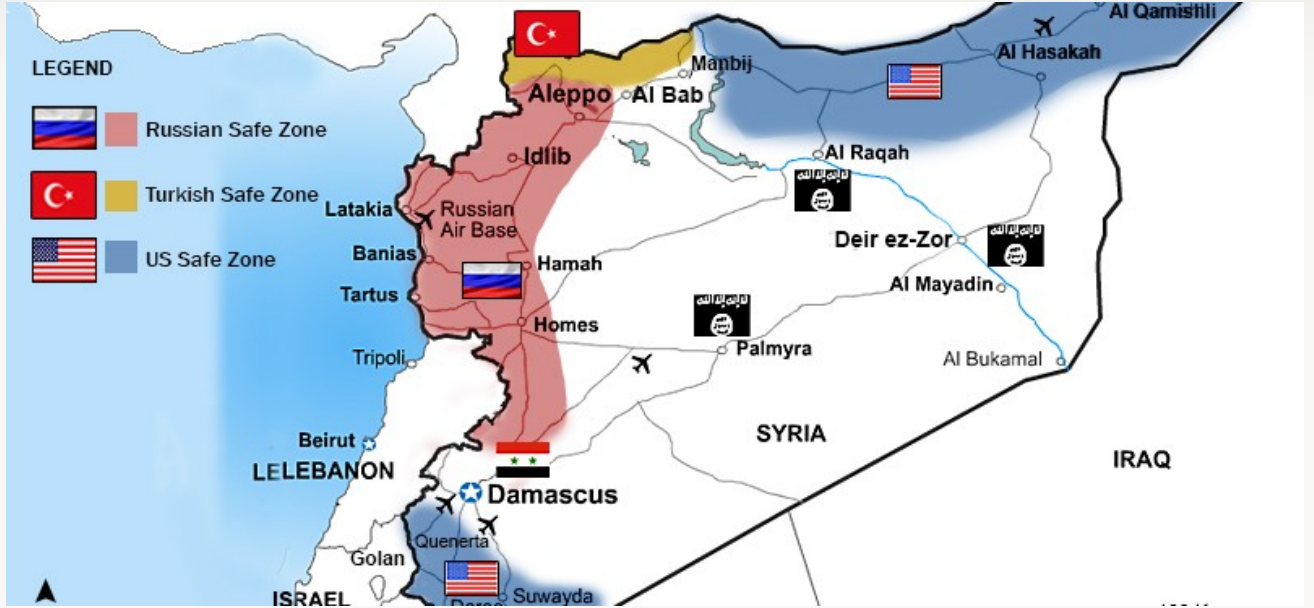 LEGEND
Russian Safe Zone
Turkish Safe Zone
US Safe Zone
Al Qamishli
Al Hasakah
Manbij
Aleppo
Al Bab
Idlib
Al Raqah
Latakia
Russian
Air Base
Deir ez-Zor
Banias
Hamah
Al Mayadin
Tartus
Homes
Palmyra
Tripoli
Al Bukamal
SYRIA
Beirut
LELEBANON
IRAQ
Damascus
Quenerta
Golan
Suwayda
ISRAEL